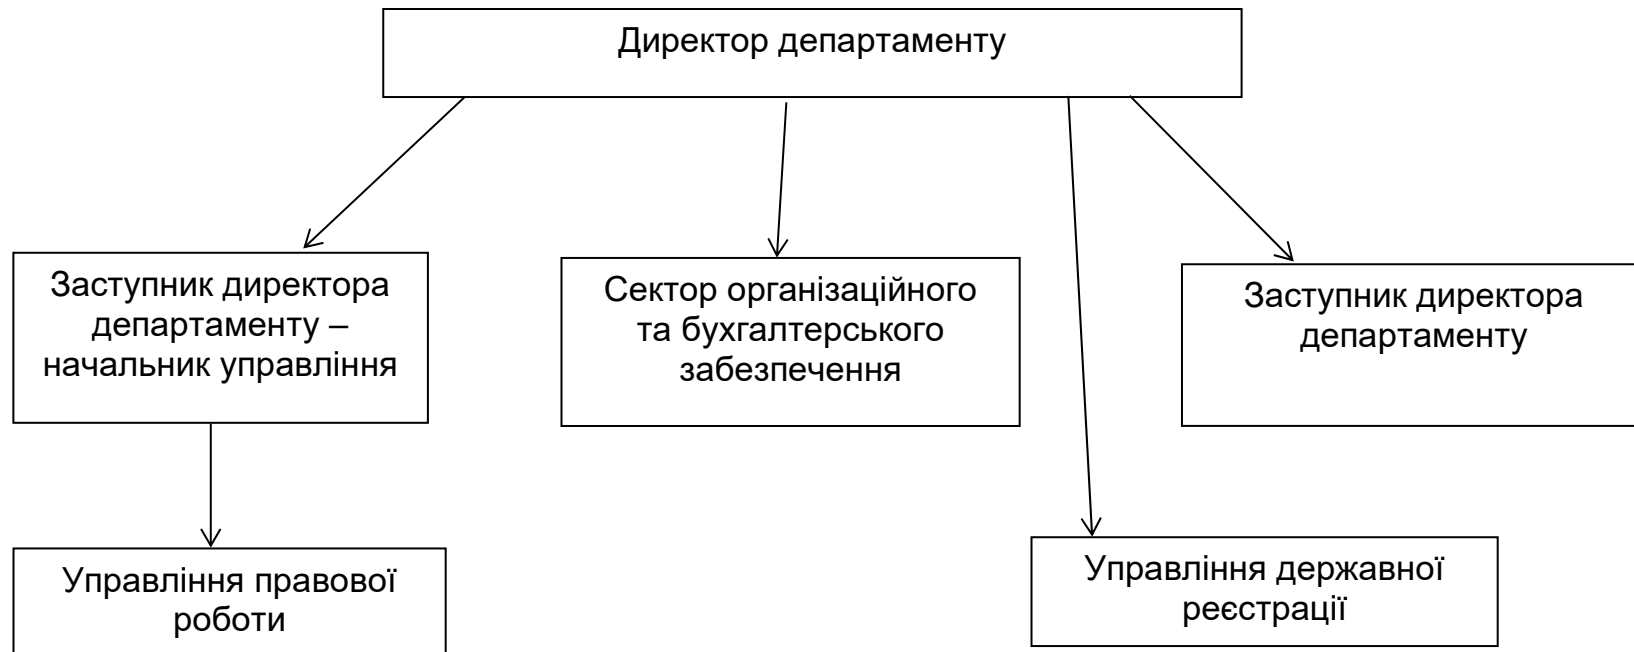 Директор департаменту
Заступник директора
департаменту –
начальник управління
Сектор організаційного
та бухгалтерського
забезпечення
Заступник директора
департаменту
Управління правової
роботи
Управління державної
реєстрації